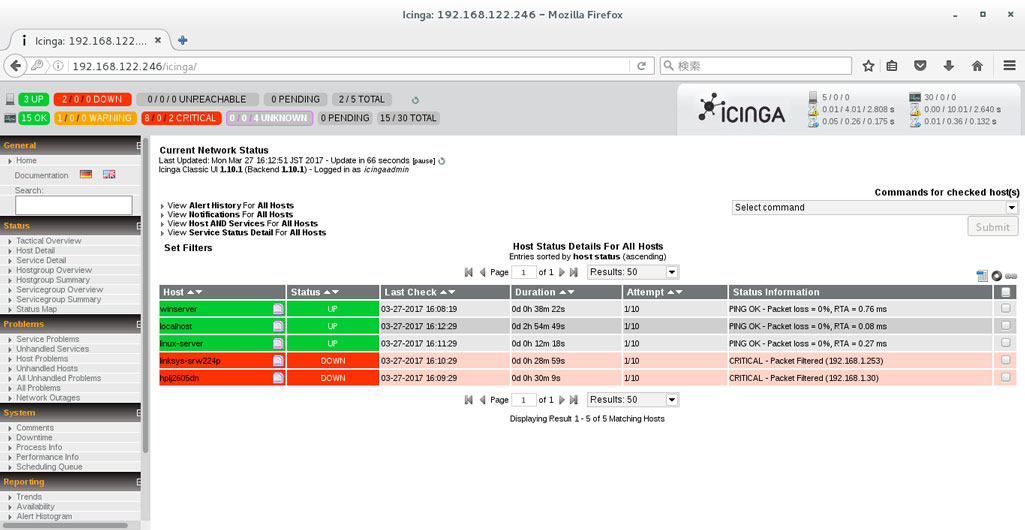 Icinga: 192.168.122.246 – Mozilla Firefox
Icinga: 192.168.122....
192.168.122.246/icinga/
検索
3 UP 2 / 0 / 0 DOWN 0 / 0 / 0 UNREACHABLE 0 PENDING 2 / 5 TOTAL
15 OK 1 / 0 / 0 WARNING 8 / 0 / 2 CRITICAL 0 / 0 / 4 UNKNOWN 0 PENDING 15 / 30 TOTAL
ICINGA
5 / 0 / 0 30 / 0 / 0
0.01 / 4.01 / 2.808 s 0.00 / 10.01 / 2.640 s
0.05 / 0.26 / 0.175 s 0.01 / 0.36 / 0.132 s
General
Home
Documentation
Search:
Status
Tactical Overview
Host Detail
Service Detail
Hostgroup Overview
Hostgroup Summary
Servicegroup Overview
Servicegroup Summary
Status Map
Problems
Service Problems
Unhandled Services
Host Problems
Unhandled Hosts
All Unhandled Problems
All Problems
Network Outages
System
Comments
Downtime
Process Info
Performance Info
Scheduling Queue
Reporting
Trends
Availability
Alert Histogram
Current Network Status
Last Updated: Mon Mar 27 16:12:51 JST 2017 - Update in 66 seconds [pause]
Icinga Classic UI 1.10.1 (Backend 1.10.1) - Logged in as icingaadmin
View Alert History For All Hosts
View Notifications For All Hosts
View Host AND Services For All Hosts
View Service Status Detail For All Hosts
Commands for checked host(s)
Select command
Submit
Set Filters
Host Status Details For All Hosts
Entries sorted by host status (ascending)
Page 1 of 1 Results: 50
Host Status Last Check Duration Attempt Status Information
winserver UP 03-27-2017 16:08:19 0d 0h 38m 22s 1/10 PING OK - Packet loss = 0%, RTA = 0.76 ms
localhost UP 03-27-2017 16:12:29 0d 2h 54m 49s 1/10 PING OK - Packet loss = 0%, RTA = 0.08 ms
linux-server UP 03-27-2017 16:11:29 0d 0h 12m 18s 1/10 PING OK - Packet loss = 0%, RTA = 0.27 ms
linksys-srw224p DOWN 03-27-2017 16:10:29 0d 0h 28m 59s 1/10 CRITICAL - Packet Filtered (192.168.1.253)
hplj2605dn DOWN 03-27-2017 16:09:29 0d 0h 30m 9s 1/10 CRITICAL - Packet Filtered (192.168.1.30)
Page 1 of 1 Results: 50
Displaying Result 1 - 5 of 5 Matching Hosts